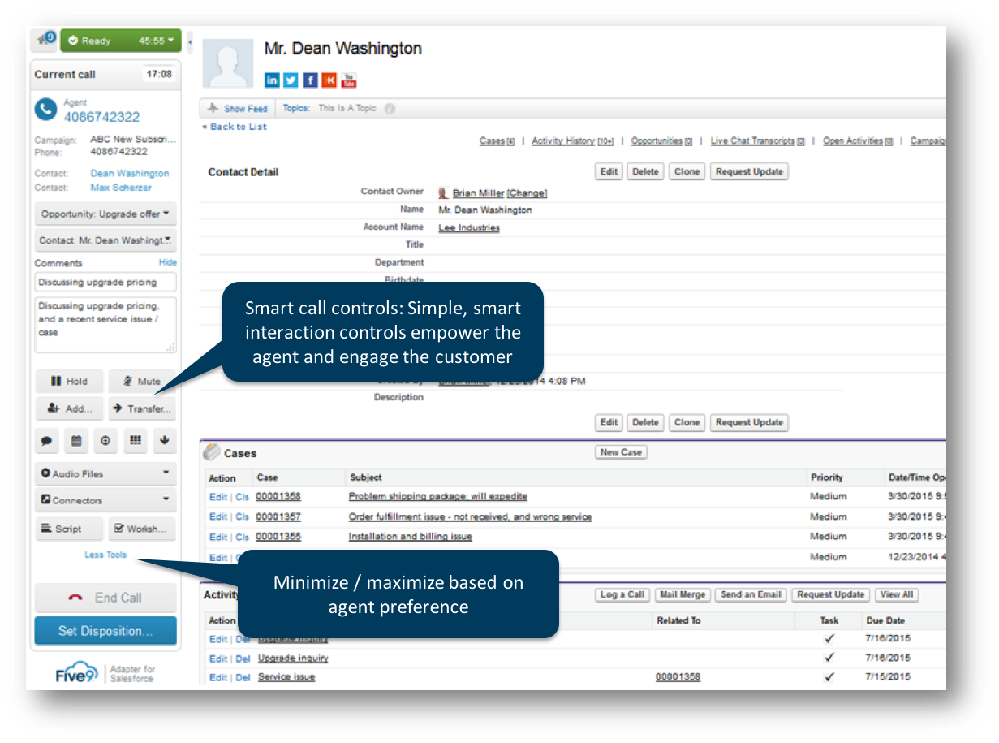 9
Ready 45:55
Current call 17:08
Agent
4086742322
Campaign: ABC New Subscri...
Phone: 4086742322
Contact: Dean Washington
Contact: Max Scherzer
Opportunity: Upgrade offer
Contact: Mr. Dean Washingt...
Comments Hide
Discussing upgrade pricing
Discussing upgrade pricing,
and a recent service issue /
case
Hold Mute
Add... Transfer...
Audio Files
Connectors
Script Worksh...
Less Tools
End Call
Set Disposition...
Five9 Adapter for
Salesforce
Mr. Dean Washington
in f You Tube
Show Feed Topics: This Is A Topic
« Back to List
Cases [4] | Activity History [10+] | Opportunities [0] | Live Chat Transcripts [0] | Open Activities [0] | Campaig
Contact Detail Edit Delete Clone Request Update
Contact Owner Brian Miller [Change]
Name Mr. Dean Washington
Account Name Lee Industries
Title
Department
Birthdate
Smart call controls: Simple, smart
interaction controls empower the
agent and engage the customer
Created By Brian Miller, 12/23/2014 4:08 PM
Description
Edit Delete Clone Request Update
Cases New Case
Action Case Subject Priority Date/Time Op
Edit | Cls 00001358 Problem shipping package; will expedite Medium 3/30/2015 9:5
Edit | Cls 00001357 Order fulfillment issue - not received, and wrong service Medium 3/30/2015 9:4
Edit | Cls 00001355 Installation and billing issue Medium 3/30/2015 9:4
Edit | C Medium 12/23/2014 4
Minimize / maximize based on
agent preference
Activity Log a Call Mail Merge Send an Email Request Update View All
Action Related To Task Due Date
Edit | Del Upgrade inquiry 7/16/2015
Edit | Del Upgrade inquiry 7/16/2015
Edit | Del Service issue 00001358 7/15/2015